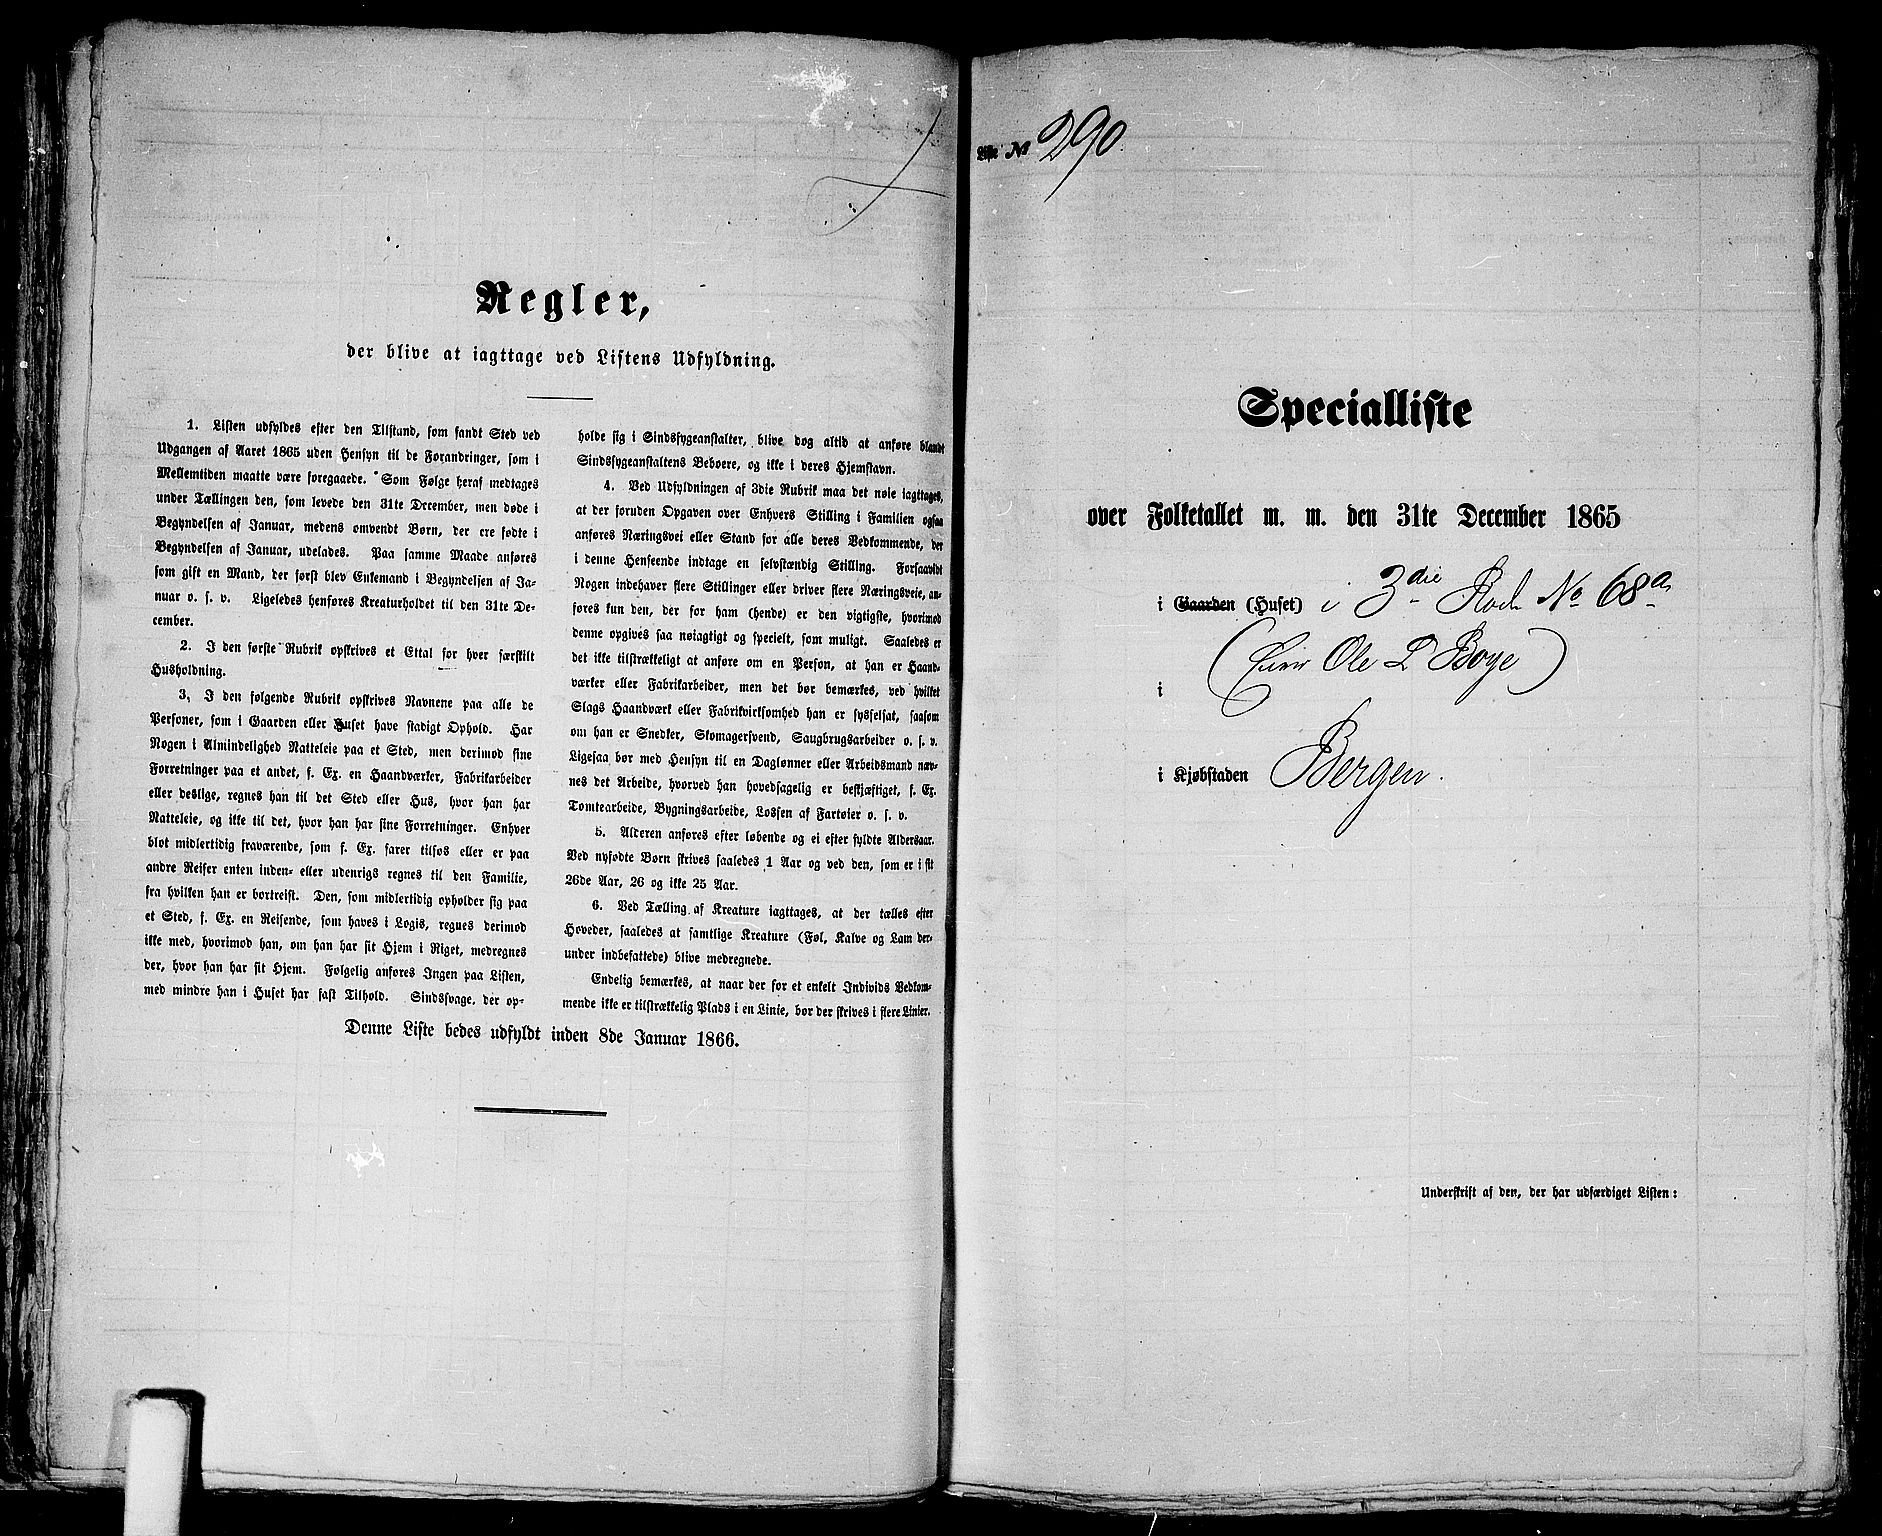 Regler,
der blive at iagttage ved Listens Udfyldning.
1. Listen udfyldes efter den Tilstand, som fandt Sted ved
Udgangen af Aaret 1865 uden Hensyn til de Forandringer, som i
Mellemtiden maatte være foregaaede. Som Følge heraf medtages
under Tællingen den, som levede den 31te December, men døde i
Begyndelsen af Januar, medens omvendt Børn, der ere fødte i
Begyndelsen af Januar, udelades. Paa samme Maade anføres
som gift en Mand, der først blev Enkemand i Begyndelsen af Ja-
nuar o. s. v. Ligeledes henføres Kreaturholdet til den 31te De-
cember.
2. I den første Rubrik opskrives et Ettal for hver særskilt
Husholdning.
3, I den følgende Rubrik opskrives Navnene paa alle de
Personer, som i Gaarden eller Huset have stadigt Ophold. Har
Nogen i Almindelighed Natteleie paa et Sted, men derimod sine
Forretninger paa et andet, f. Ex. en Haandværker, Fabrikarbeider
eller deslige, regnes han til det Sted eller Hus, hvor han har
Natteleie, og ikke til det, hvor han har sine Forretninger. Enhver
blot midlertidig fraværende, som f. Ex. farer tilsøs eller er paa
andre Reiser enten inden- eller udenrigs regnes til den Familie,
fra hvilken han er bortreist. Den, som midlertidig opholder sig paa
et Sted, f. Ex. en Reisende, som haves i Logis, regnes derimod
ikke med, hvorimod han, om han har sit Hjem i Riget, medregnes
der, hvor han har sit Hjem. Følgelig anføres Ingen paa Listen,
med mindre han i Huset har fast Tilhold. Sindssvage, der op-
holde sig i Sindssygeanstalter, blive dog altid at anføre blandt
Sindssygeanstaltens Beboere, og ikke i deres Hjemstavn.
4. Ved Udfyldningen af 3die Rubrik maa det nøie iagttages,
at der foruden Opgaven over Enhvers Stilling i Familien ogsaa
anføres Næringsvei eller Stand for alle deres Vedkommende, der
i denne Henseende indtage en selvstændig Stilling. Forsaavidt
Nogen indehaver flere Stillinger eller driver flere Næringsveie, an-
føres kun den, der for ham (hende) er den vigtigste, hvorimod
denne opgives saa nøiagtigt og specielt, som muligt. Saaledes er
det ikke tilstrækkeligt at anføre om en Person, at han er Haand-
værker eller Fabrikarbeider, men det bør bemærkes, ved hvilket
Slags Haandværk eller Fabrikvirksomhed han er sysselsat, saasom
om han er Snedker, Skomagersvend, Saugbrugsarbeider o. s. v.
Ligesaa bør med Hensyn til en Daglønner eller Arbeidsmand næv-
nes det Arbeide, hvorved han hovedsagelig er beskjæftiget, f. Ex.
Tomtearbeide, Bygningsarbeide, Lossen af Fartøier o. s. v.
5. Alderen anføres efter løbende og ei efter fyldte Aldersaar.
Ved nyfødte Børn skrives saaledes 1 Aar og ved den, som er i sit
26de Aar, 26 og ikke 25 Aar.
6. Ved Tælling af Kreature iagttages, at der tælles efter
Hoveder, saaledes at samtlige Kreature (Føl, Kalve og Lam der-
under indbefattede) blive medregnede.
Endelig bemærkes, at naar der for et enkelt Individs Vedkom-
mende ikke er tilstrækkelig Plads i en Linie, bør der skrives i flere Linier.
Denne Liste bedes udfyldt inden 8de Januar 1866.
Liste № 290
Specialliste
over Folketallet m. m. den 31te December 1865
i Gaarden (Huset) i 3die Rode No 68a
i ( Ole D Boye)
i Kjøbstaden Bergen.
Underskrift af den, der har udfærdiget Listen: